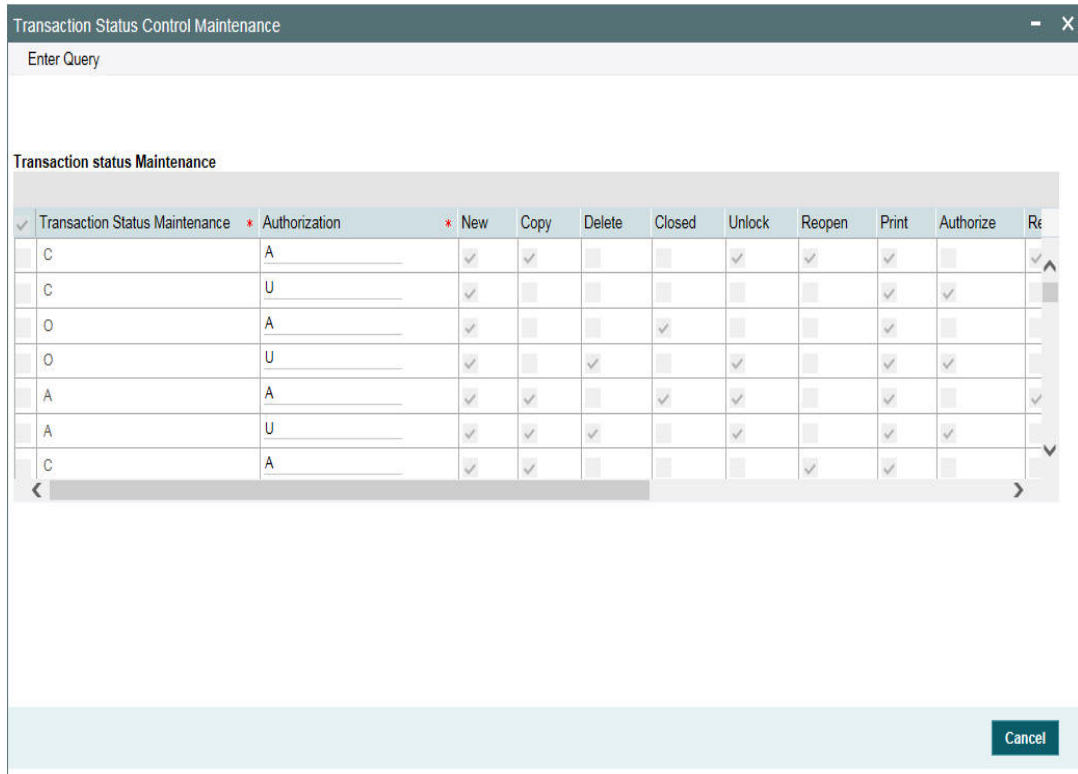 Transaction Status Control Maintenance
Enter Query
Transaction status Maintenance
Transaction Status Maintenance * Authorization * New Copy Delete Closed Unlock Reopen Print Authorize Re
C A
C U
O A
O U
A A
A U
C A
Cancel